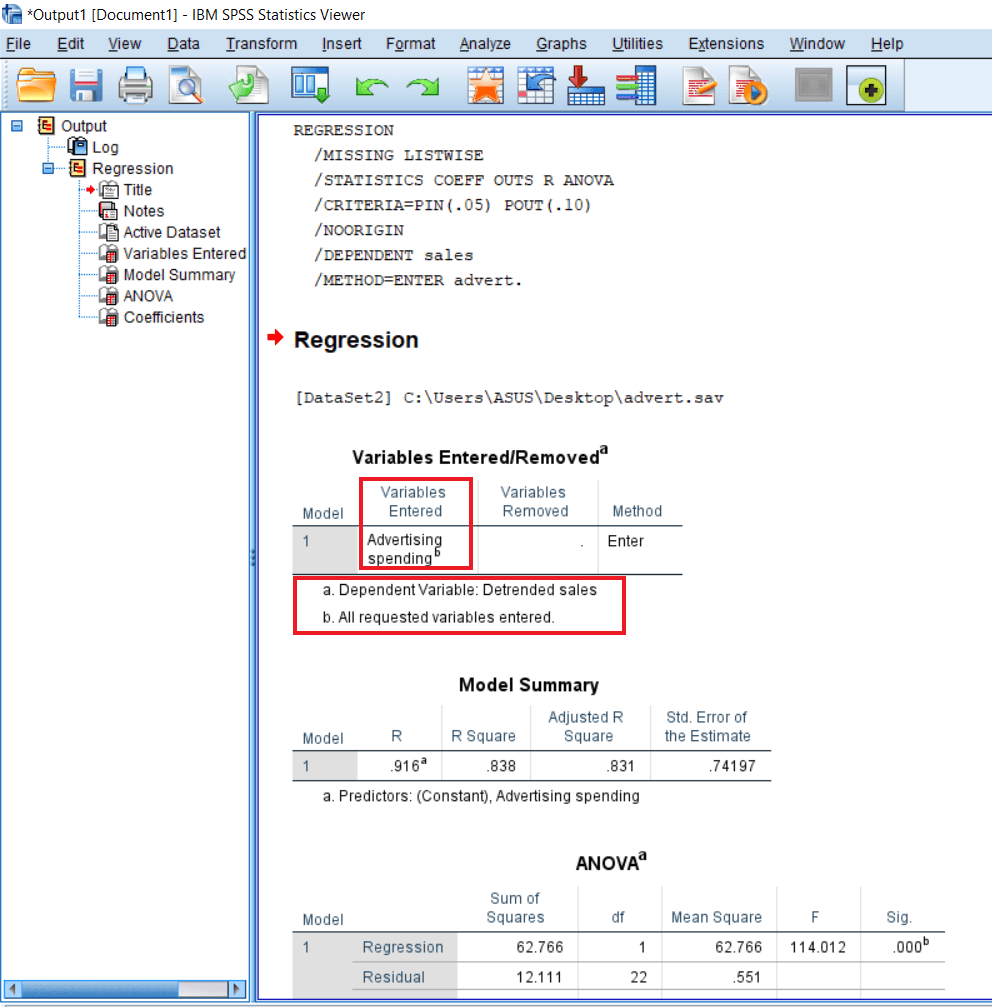 *Output1 [Document1] - IBM SPSS Statistics Viewer
File Edit View Data Transform Insert Format Analyze Graphs Utilities Extensions Window Help
Output
Log
Regression
Title
Notes
Active Dataset
Variables Entered
Model Summary
ANOVA
Coefficients
REGRESSION
/MISSING LISTWISE
/STATISTICS COEFF OUTS R ANOVA
/CRITERIA=PIN(.05) POUT(.10)
/NOORIGIN
/DEPENDENT sales
/METHOD=ENTER advert.
Regression
[DataSet2] C:\Users\ASUS\Desktop\advert.sav
Variables Entered/Removedᵃ
Variables Variables
Model Entered Removed Method
1 Advertising . Enter
spendingᵇ
a. Dependent Variable: Detrended sales
b. All requested variables entered.
Model Summary
Adjusted R Std. Error of
Model R R Square Square the Estimate
1 .916ᵃ .838 .831 .74197
a. Predictors: (Constant), Advertising spending
ANOVAᵃ
Sum of
Model Squares df Mean Square F Sig.
1 Regression 62.766 1 62.766 114.012 .000ᵇ
Residual 12.111 22 .551